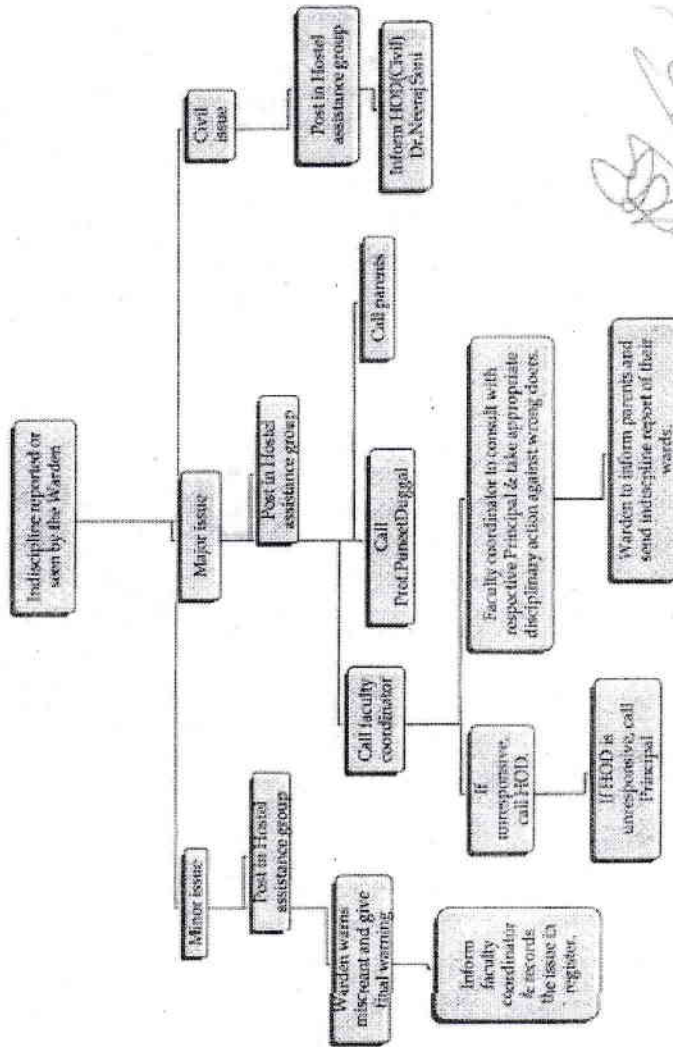 Indiscipline reported or
seen by the Warden
Minor issue
Post in Hostel
assistance group
Warden warns
miscreant and give
final warning
Inform
faculty
coordinator
& records
the issue in
register.
Major issue
Post in Hostel
assistance group
Call faculty
coordinator
If
unresponsive,
call HOD.
If HOD is
unresponsive, call
Principal
Faculty coordinator to consult with
respective Principal & take appropriate
disciplinary action against wrong doers.
Warden to inform parents and
send indiscpline report of their
wards.
Call
Prof.PuneetDuggal
Call parents
Civil
issue
Post in Hostel
assistance group
Inform HOD(Civil)
Dr.Neeraj Soni